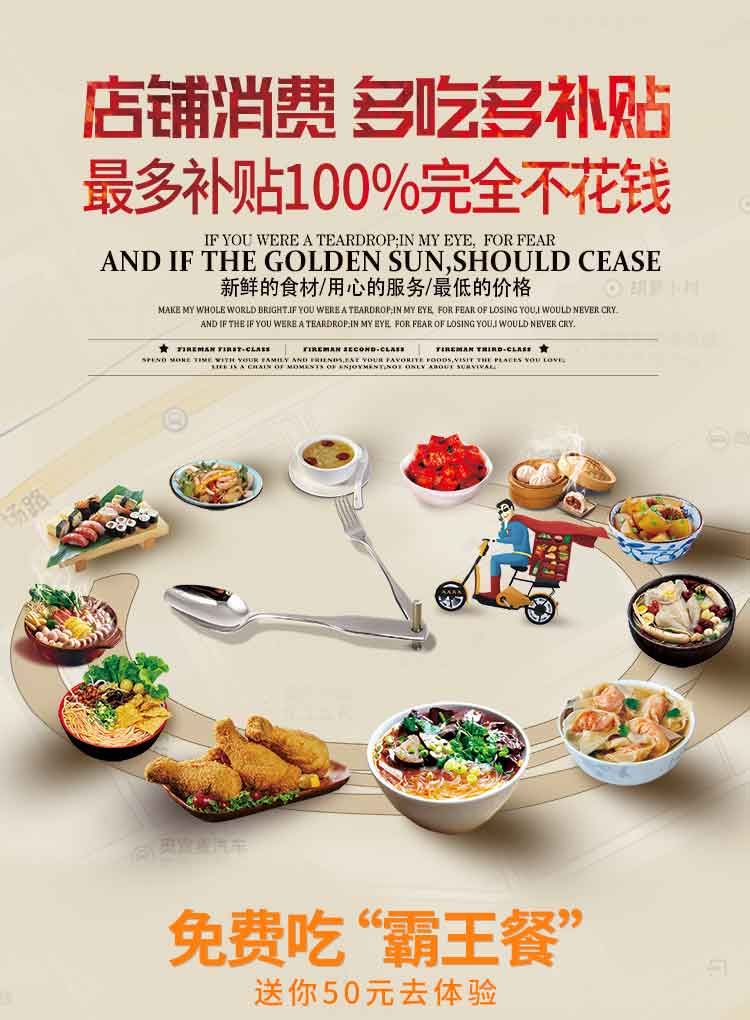 店铺消费 多吃多补贴
最多补贴100%完全不花钱
IF YOU WERE A TEARDROP;IN MY EYE, FOR FEAR
AND IF THE GOLDEN SUN,SHOULD CEASE
新鲜的食材/用心的服务/最低的价格
MAKE MY WHOLE WORLD BRIGHT.IF YOU WERE A TEARDROP;IN MY EYE, FOR FEAR OF LOSING YOU,I WOULD NEVER CRY.
AND IF THE IF YOU WERE A TEARDROP;IN MY EYE, FOR FEAR OF LOSING YOU,I WOULD NEVER CRY.
FIREMAN FIRST-CLASS | FIREMAN SECOND-CLASS | FIREMAN THIRD-CLASS
SPEND MORE TIME WITH YOUR FAMILY AND FRIENDS,EAT YOUR FAVORITE FOODS,VISIT THE PLACES YOU LOVE;
LIFE IS A CHAIN OF MOMENTS OF ENJOYMENT;NOT ONLY ABOUT SURVIVAL;
免费吃“霸王餐”
送你50元去体验